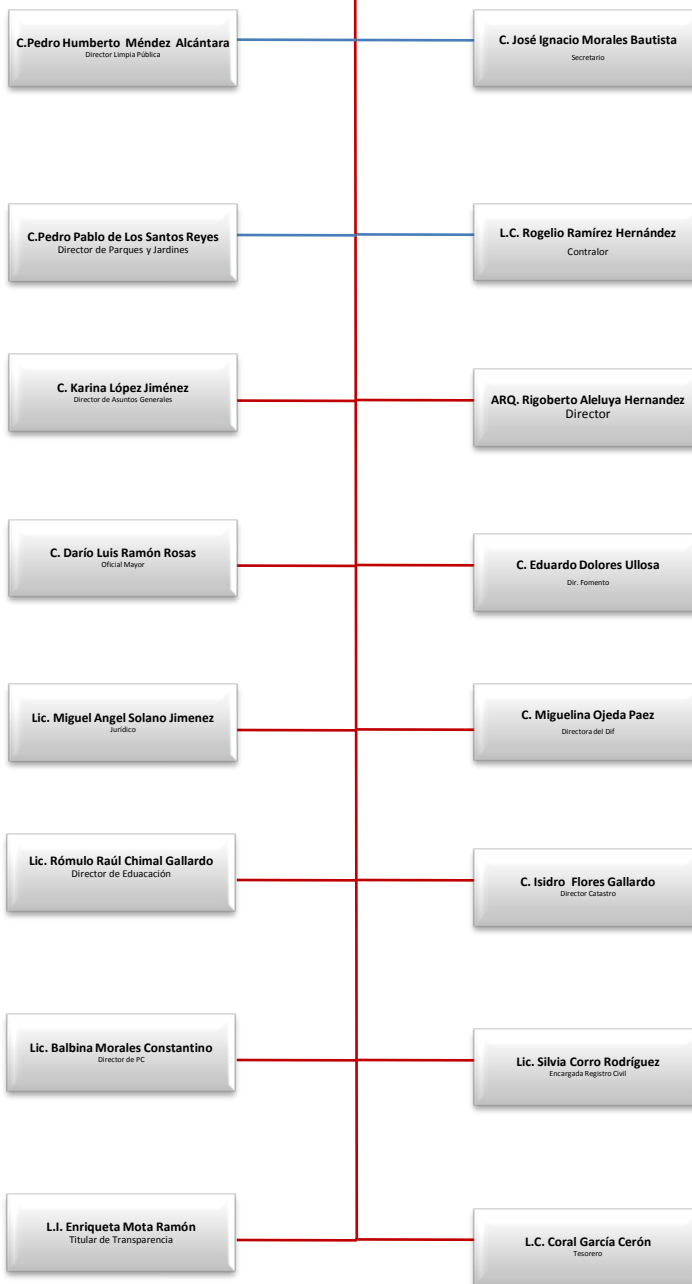 C.Pedro Humberto Méndez Alcántara
Director Limpia Pública
C. José Ignacio Morales Bautista
Secretario
C.Pedro Pablo de Los Santos Reyes
Director de Parques y Jardines
L.C. Rogelio Ramírez Hernández
Contralor
C. Karina López Jiménez
Director de Asuntos Generales
ARQ. Rigoberto Aleluya Hernandez
Director
C. Darío Luis Ramón Rosas
Oficial Mayor
C. Eduardo Dolores Ullosa
Dir. Fomento
Lic. Miguel Angel Solano Jimenez
Jurídico
C. Miguelina Ojeda Paez
Directora del Dif
Lic. Rómulo Raúl Chimal Gallardo
Director de Eduacación
C. Isidro Flores Gallardo
Director Catastro
Lic. Balbina Morales Constantino
Director de PC
Lic. Silvia Corro Rodríguez
Encargada Registro Civil
L.I. Enriqueta Mota Ramón
Titular de Transparencia
L.C. Coral García Cerón
Tesorero